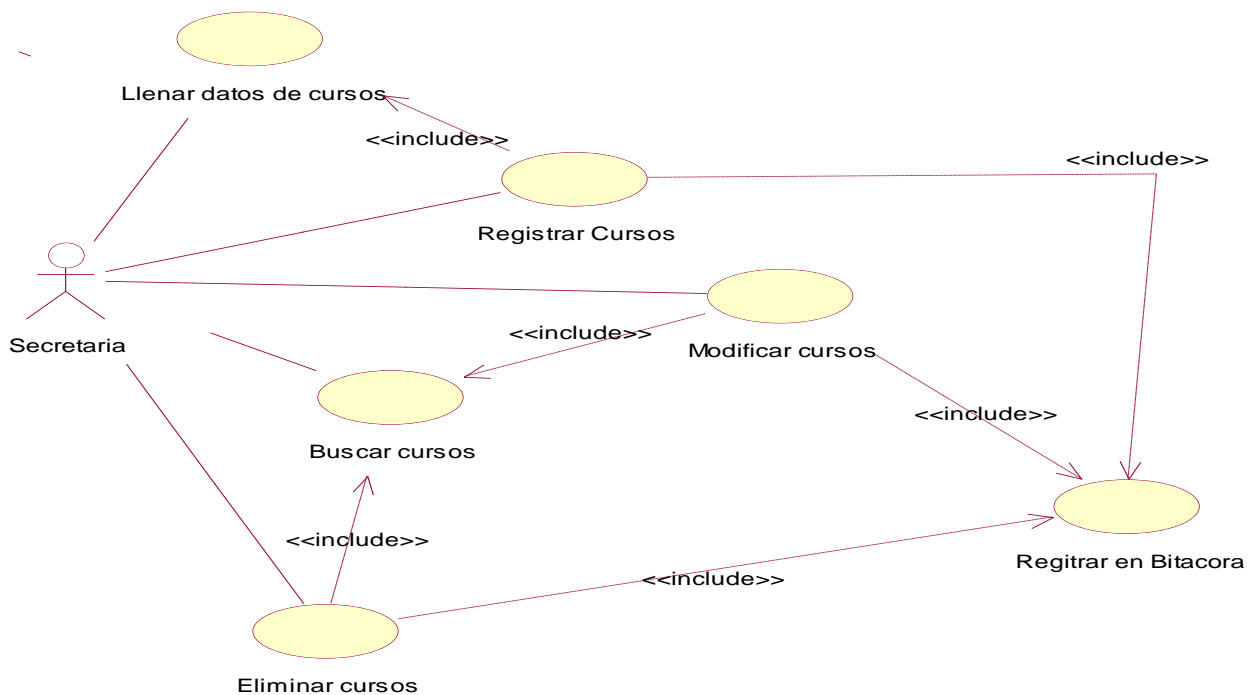 Llenar datos de cursos
<<include>>
<<include>>
Registrar Cursos
<<include>>
Secretaria
Modificar cursos
<<include>>
Buscar cursos
<<include>>
Regitrar en Bitacora
<<include>>
Eliminar cursos